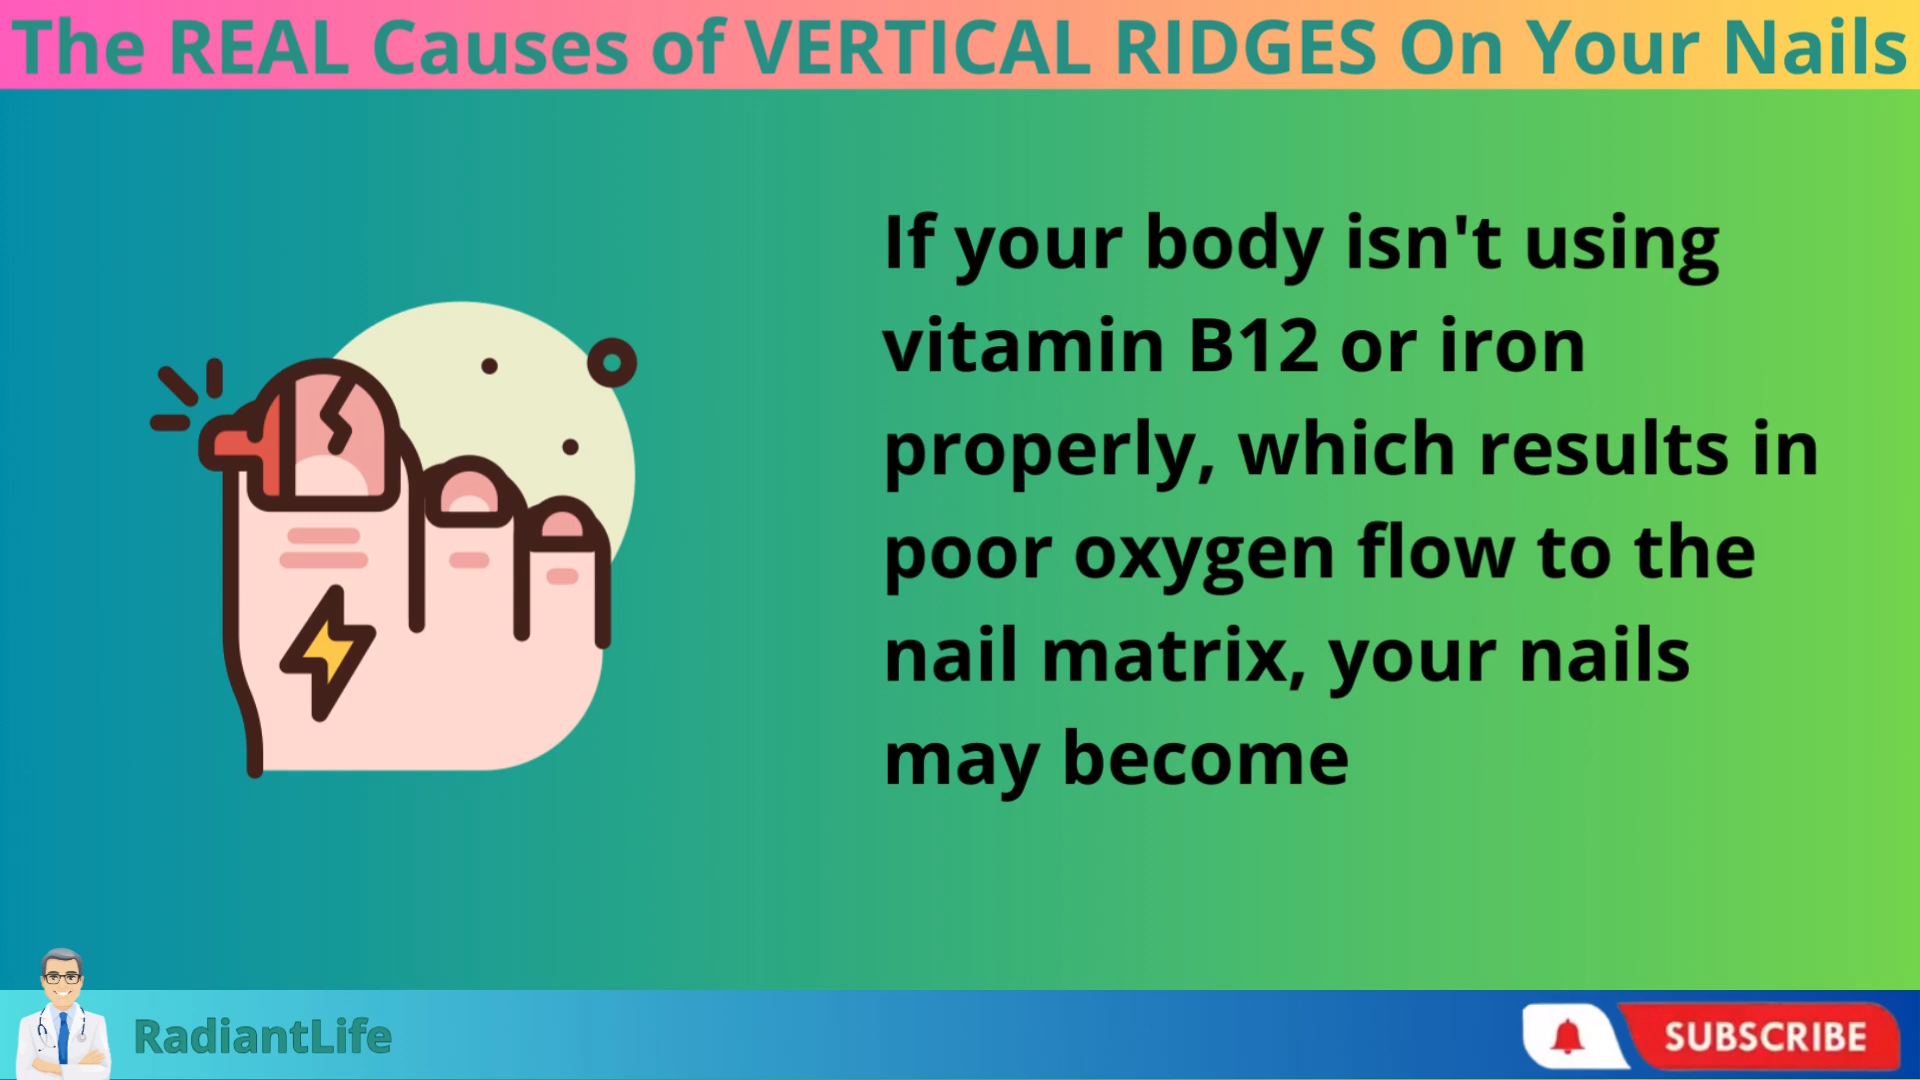 The REAL Causes of VERTICAL RIDGES On Your Nails
If your body isn't using
vitamin B12 or iron
properly, which results in
poor oxygen flow to the
nail matrix, your nails
may become
RadiantLife
SUBSCRIBE